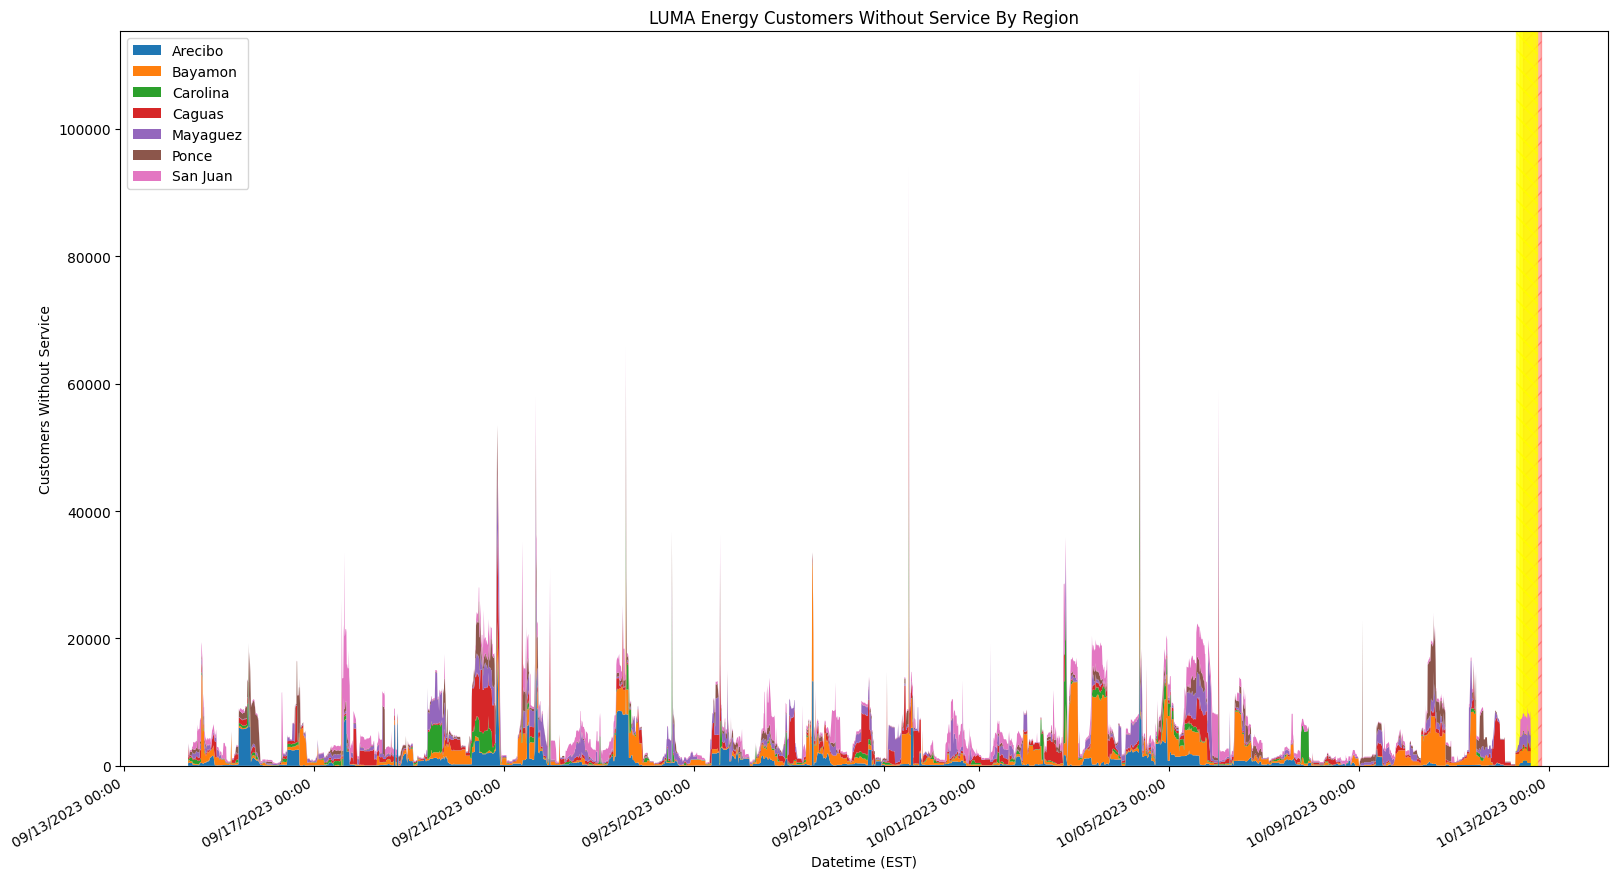 LUMA Energy Customers Without Service By Region
Arecibo
Bayamon
Carolina
Caguas
Mayaguez
Ponce
San Juan
Customers Without Service
100000
80000
60000
40000
20000
0
09/13/2023 00:00
09/17/2023 00:00
09/21/2023 00:00
09/25/2023 00:00
09/29/2023 00:00
10/01/2023 00:00
10/05/2023 00:00
10/09/2023 00:00
10/13/2023 00:00
Datetime (EST)